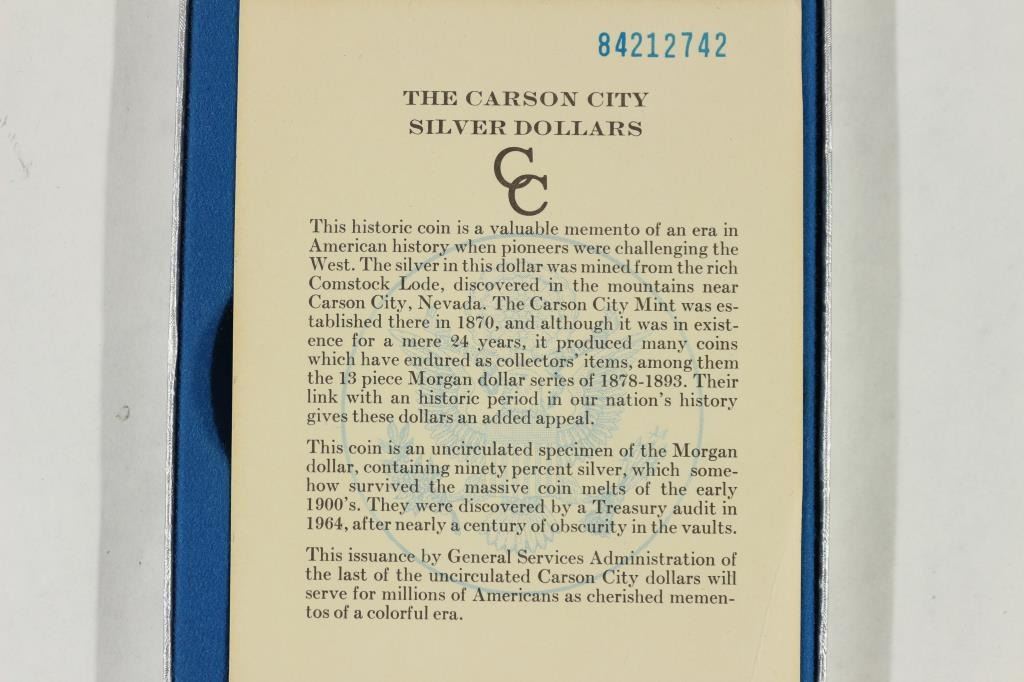 84212742
THE CARSON CITY
SILVER DOLLARS
CC
This historic coin is a valuable memento of an era in
American history when pioneers were challenging the
West. The silver in this dollar was mined from the rich
Comstock Lode, discovered in the mountains near
Carson City, Nevada. The Carson City Mint was es-
tablished there in 1870, and although it was in exist-
ence for a mere 24 years, it produced many coins
which have endured as collectors' items, among them
the 13 piece Morgan dollar series of 1878-1893. Their
link with an historic period in our nation's history
gives these dollars an added appeal.
This coin is an uncirculated specimen of the Morgan
dollar, containing ninety percent silver, which some-
how survived the massive coin melts of the early
1900's. They were discovered by a Treasury audit in
1964, after nearly a century of obscurity in the vaults.
This issuance by General Services Administration of
the last of the uncirculated Carson City dollars will
serve for millions of Americans as cherished memen-
tos of a colorful era.